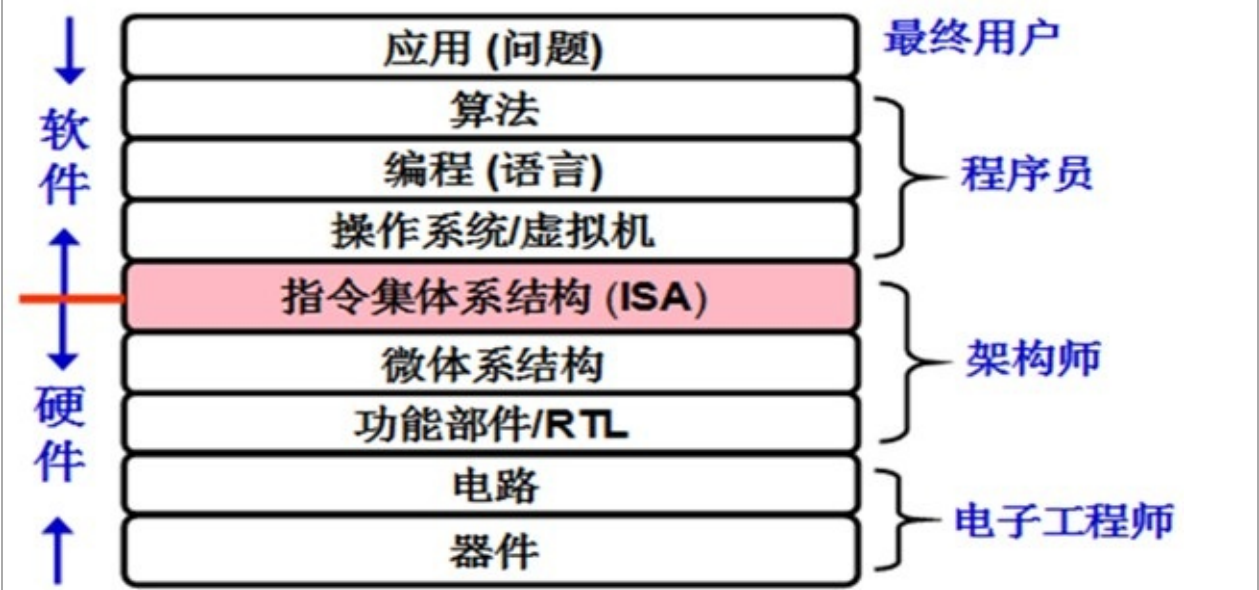 应用 (问题)
最终用户
算法
编程 (语言)
操作系统/虚拟机
程序员
软件
指令集体系结构 (ISA)
微体系结构
功能部件/RTL
架构师
硬件
电路
器件
电子工程师